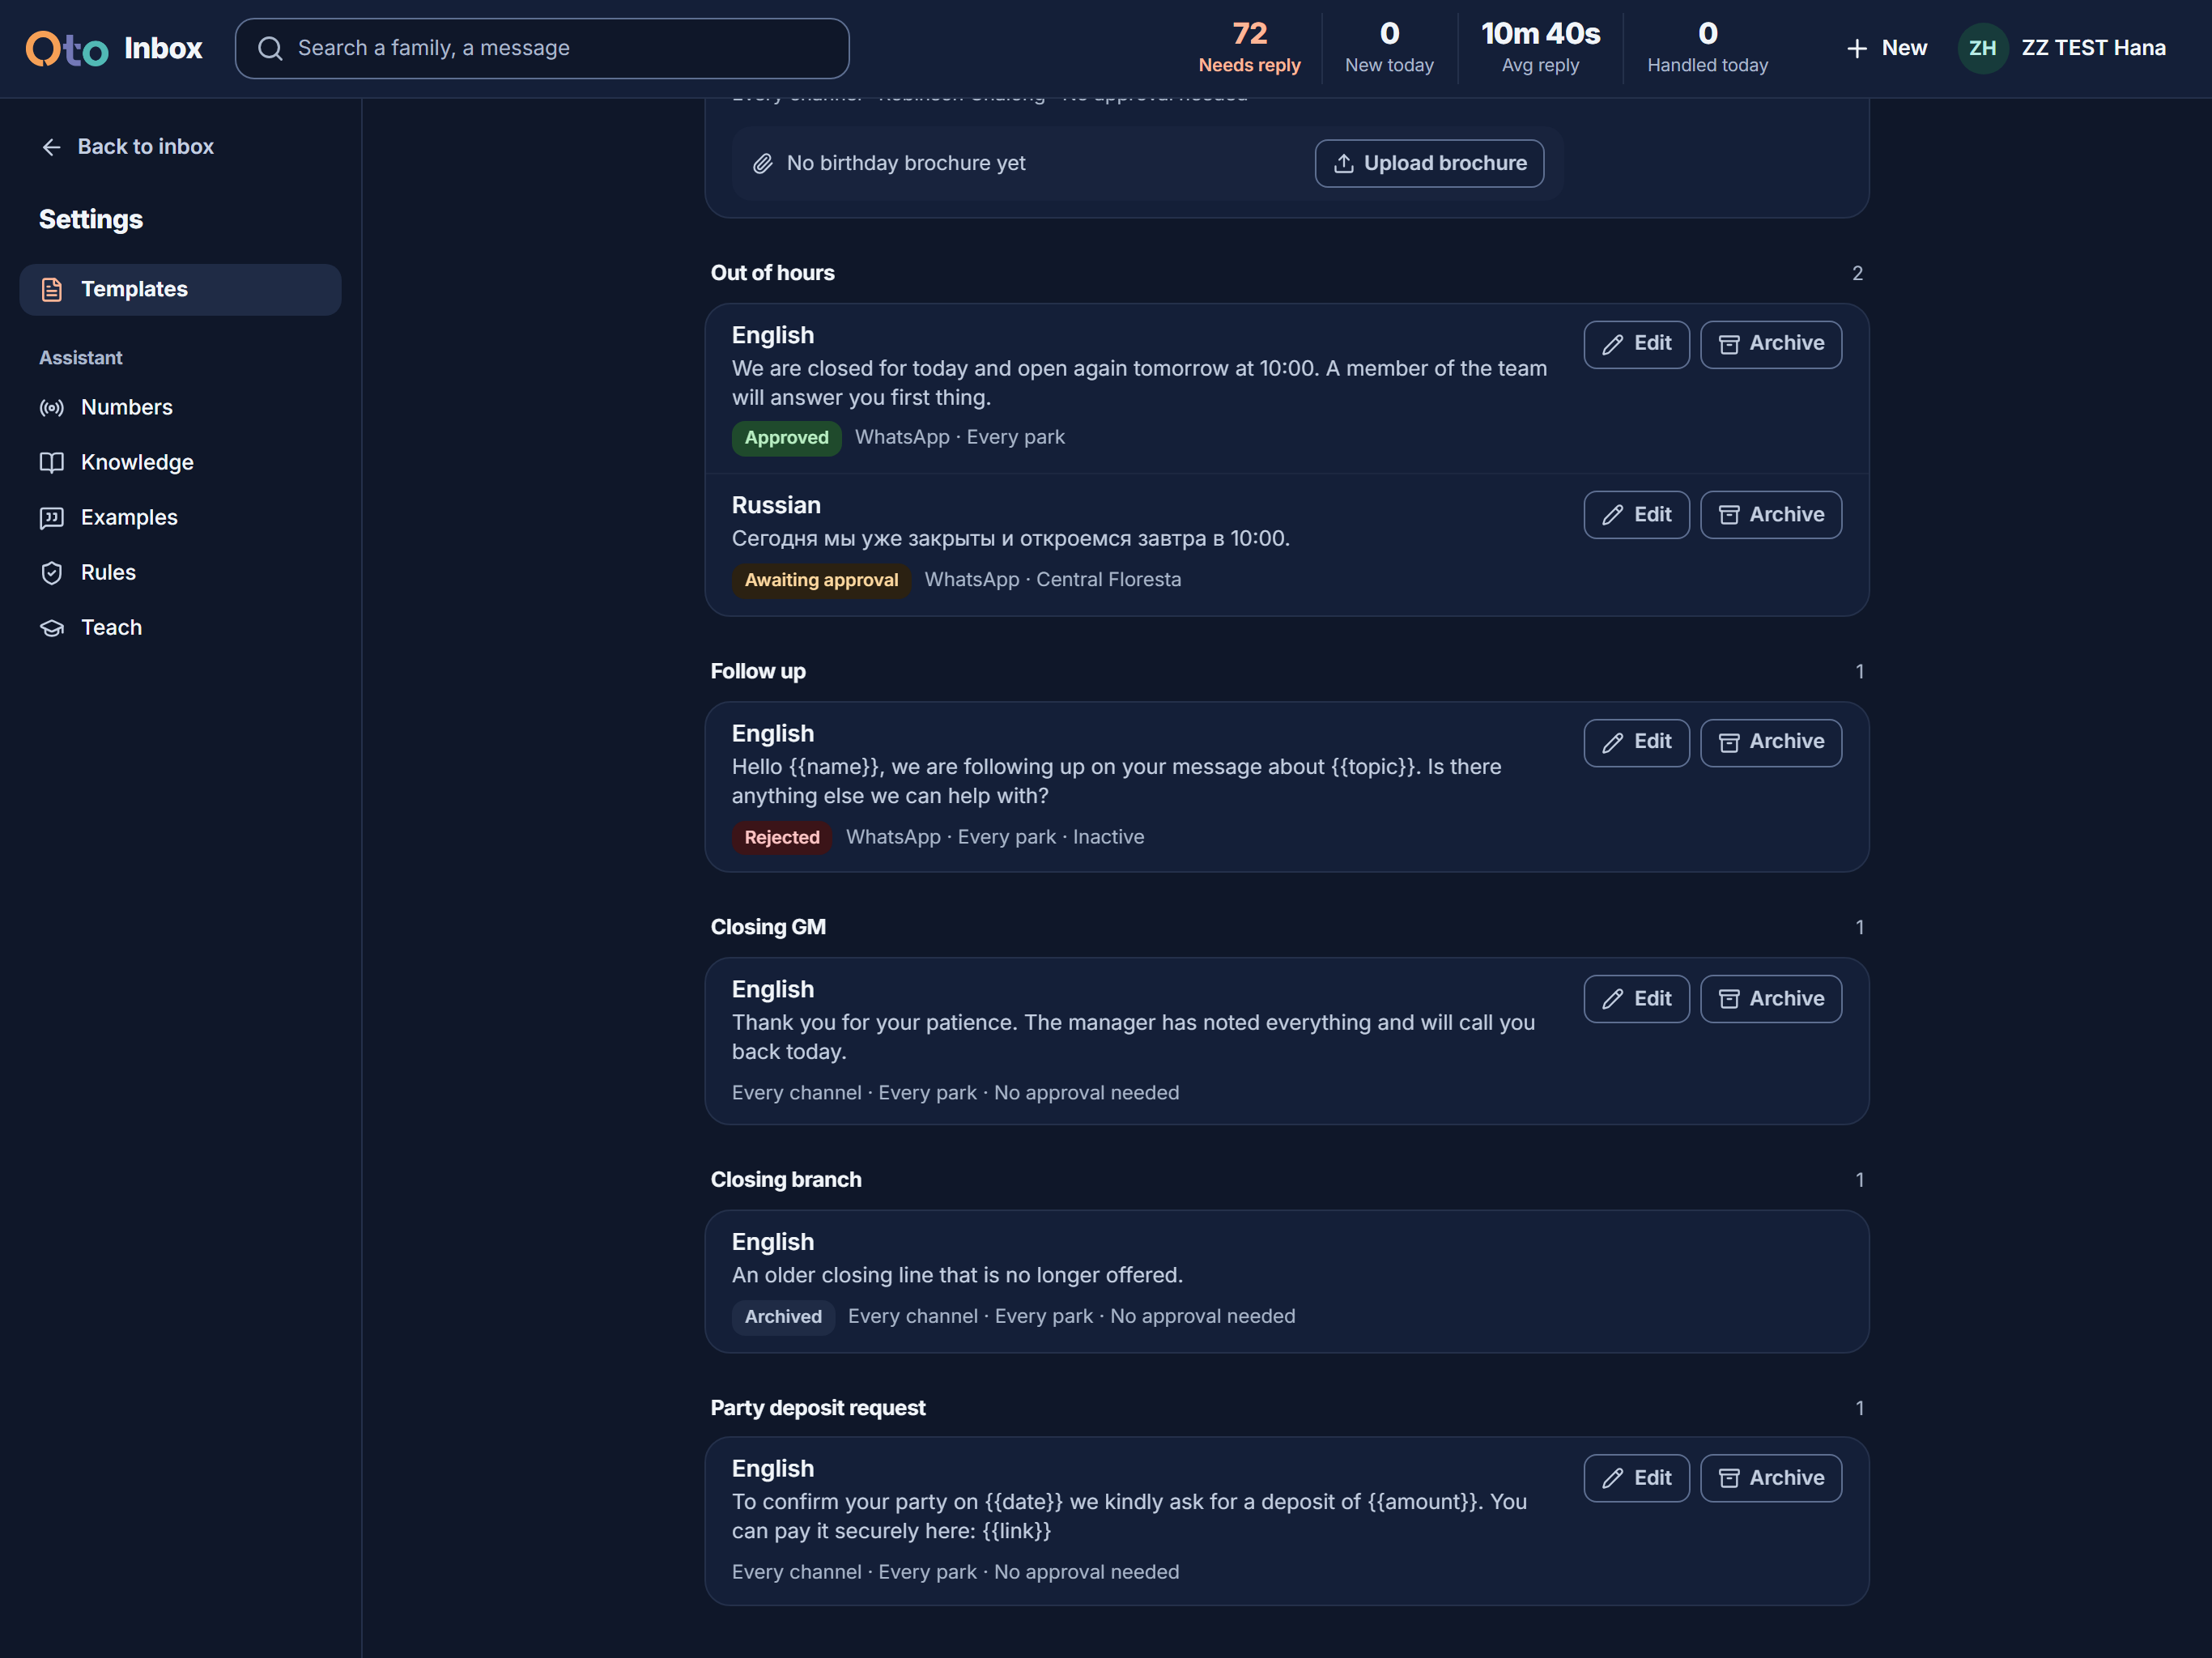 Oto Inbox
Search a family, a message
72
Needs reply
0
New today
10m 40s
Avg reply
0
Handled today
New
ZH
ZZ TEST Hana
Back to inbox
Settings
Templates
Assistant
Numbers
Knowledge
Examples
Rules
Teach
No birthday brochure yet
Upload brochure
Out of hours
2
English
We are closed for today and open again tomorrow at 10:00. A member of the team
will answer you first thing.
Approved
WhatsApp · Every park
Edit
Archive
Russian
Сегодня мы уже закрыты и откроемся завтра в 10:00.
Awaiting approval
WhatsApp · Central Floresta
Edit
Archive
Follow up
1
English
Hello {{name}}, we are following up on your message about {{topic}}. Is there
anything else we can help with?
Rejected
WhatsApp · Every park · Inactive
Edit
Archive
Closing GM
1
English
Thank you for your patience. The manager has noted everything and will call you
back today.
Every channel · Every park · No approval needed
Edit
Archive
Closing branch
1
English
An older closing line that is no longer offered.
Archived
Every channel · Every park · No approval needed
Party deposit request
1
English
To confirm your party on {{date}} we kindly ask for a deposit of {{amount}}. You
can pay it securely here: {{link}}
Every channel · Every park · No approval needed
Edit
Archive